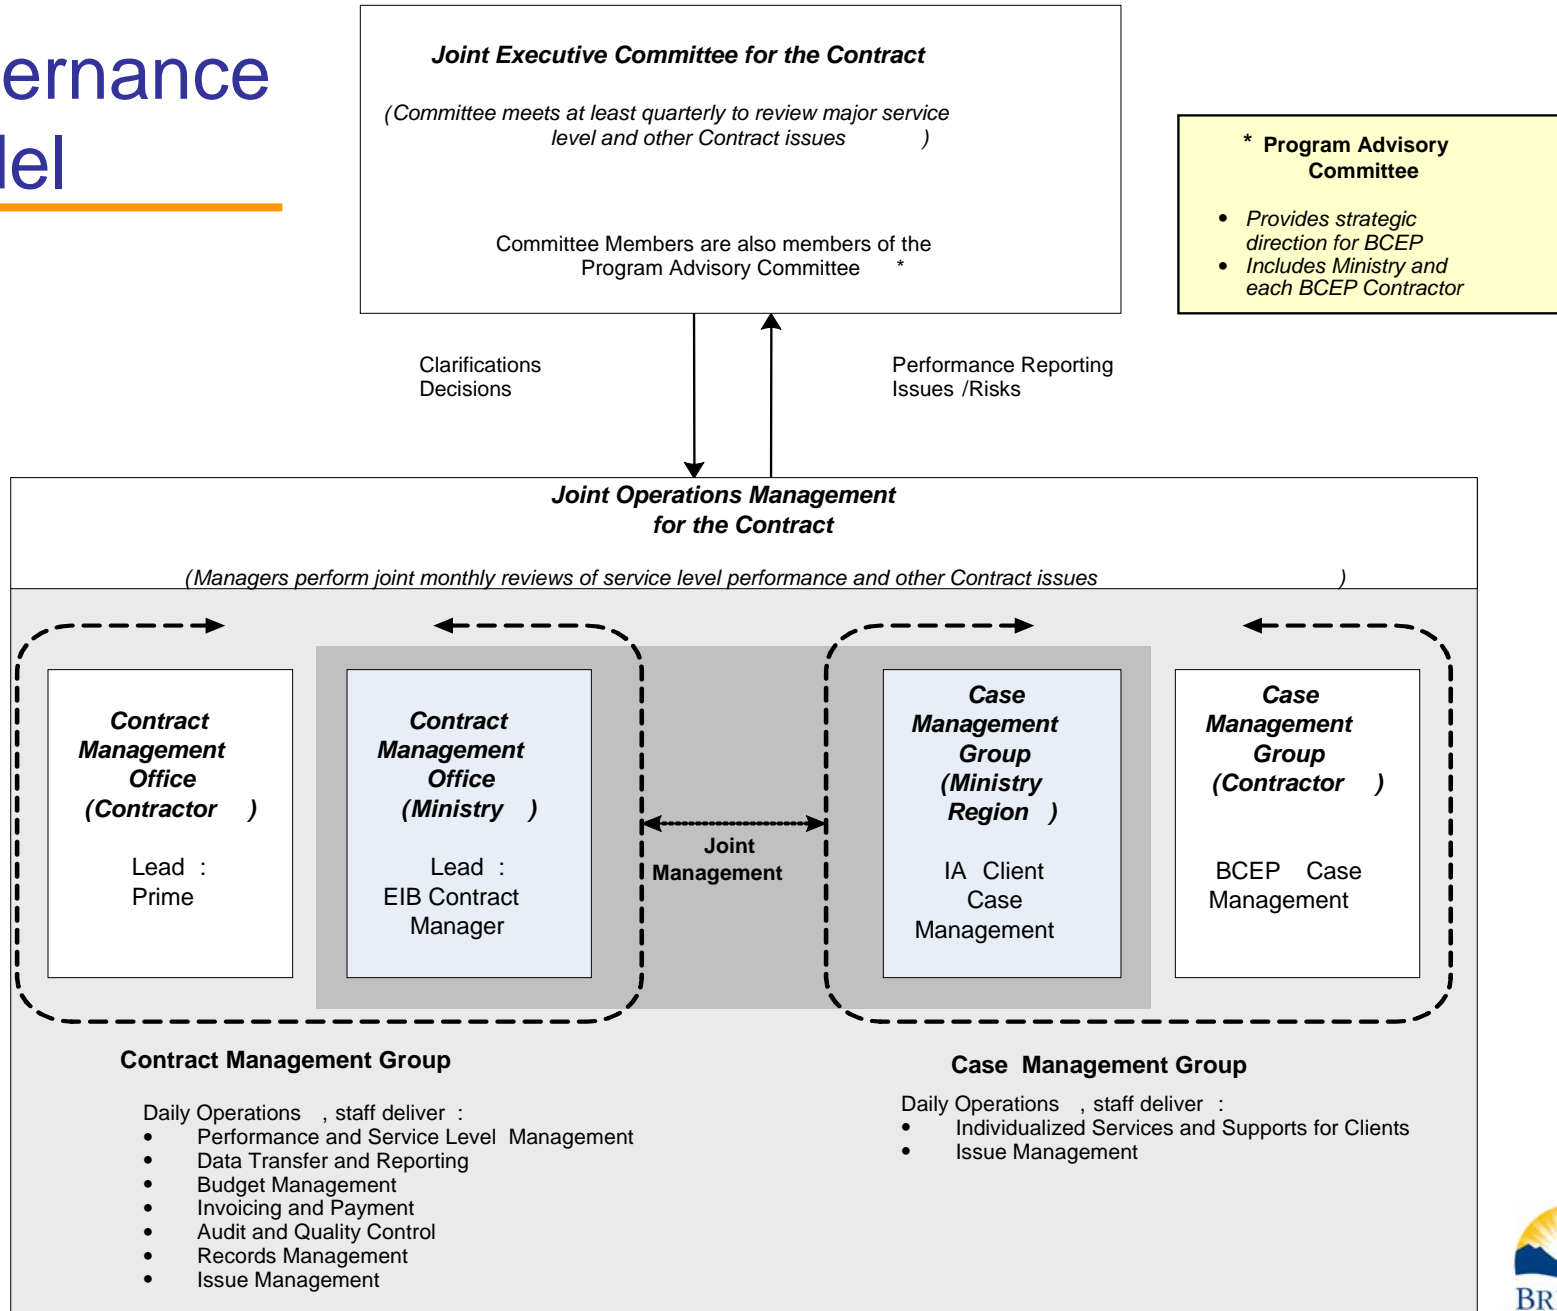 ernance
del
Joint Executive Committee for the Contract
(Committee meets at least quarterly to review major service
level and other Contract issues )
Committee Members are also members of the
Program Advisory Committee *
* Program Advisory
Committee
• Provides strategic
direction for BCEP
• Includes Ministry and
each BCEP Contractor
Clarifications
Decisions
Performance Reporting
Issues /Risks
Joint Operations Management
for the Contract
(Managers perform joint monthly reviews of service level performance and other Contract issues )
Contract
Management
Office
(Contractor )
Lead :
Prime
Contract
Management
Office
(Ministry )
Lead :
EIB Contract
Manager
Joint
Management
Case
Management
Group
(Ministry
Region )
IA Client
Case
Management
Case
Management
Group
(Contractor )
BCEP Case
Management
Contract Management Group
Daily Operations , staff deliver :
• Performance and Service Level Management
• Data Transfer and Reporting
• Budget Management
• Invoicing and Payment
• Audit and Quality Control
• Records Management
• Issue Management
Case Management Group
Daily Operations , staff deliver :
• Individualized Services and Supports for Clients
• Issue Management
BR